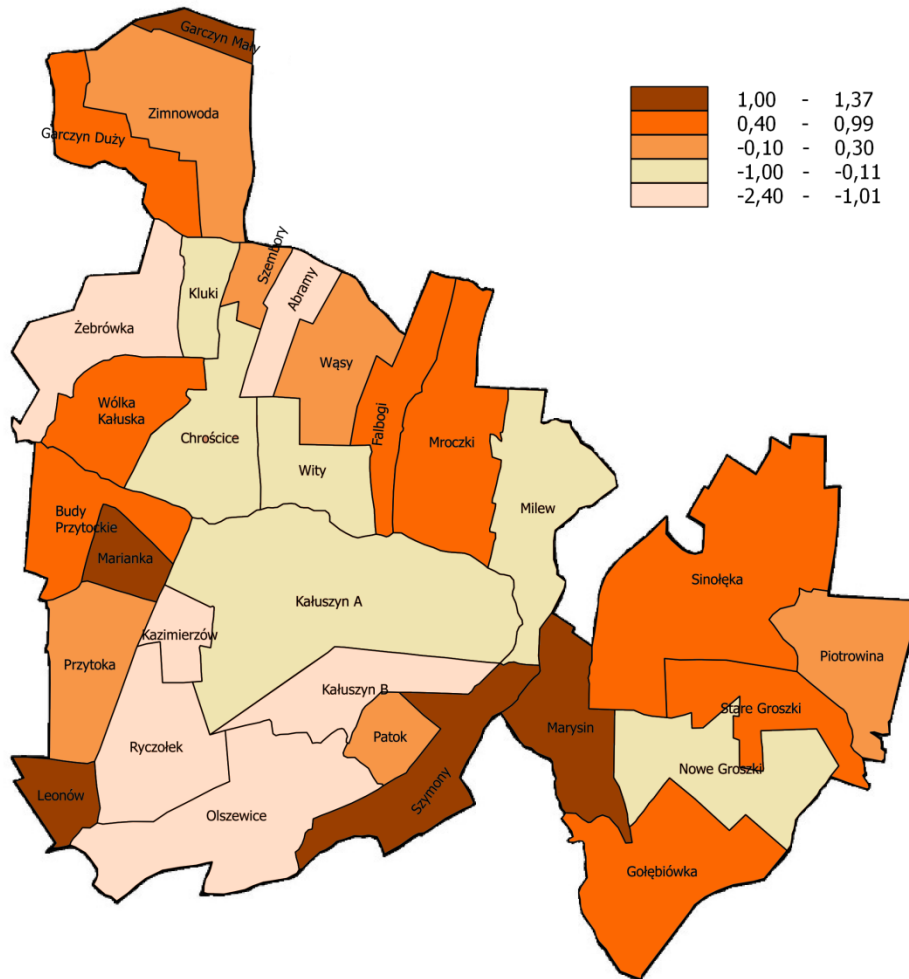 Garczyn Mały
Zimnowoda
Garczyn Duży
1,00 - 1,37
0,40 - 0,99
-0,10 - 0,30
-1,00 - -0,11
-2,40 - -1,01
Szembory
Abramy
Kluki
Żebrówka
Wąsy
Wólka
Kałuska
Falbogi
Mroczki
Chrościce
Wity
Milew
Budy
Przytockie
Marianka
Sinołęka
Kałuszyn A
Kazimierzów
Przytoka
Piotrowina
Kałuszyn B
Stare Groszki
Patok
Marysin
Ryczołek
Nowe Groszki
Leonów
Szymony
Olszewice
Gołębiówka